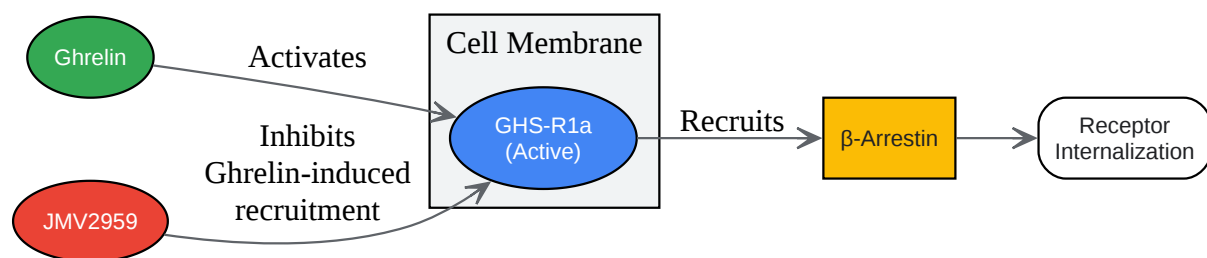 Ghrelin
Activates
Cell Membrane
GHS-R1a
(Active)
Recruits
β-Arrestin
Receptor
Internalization
Inhibits
Ghrelin-induced
recruitment
JMV2959